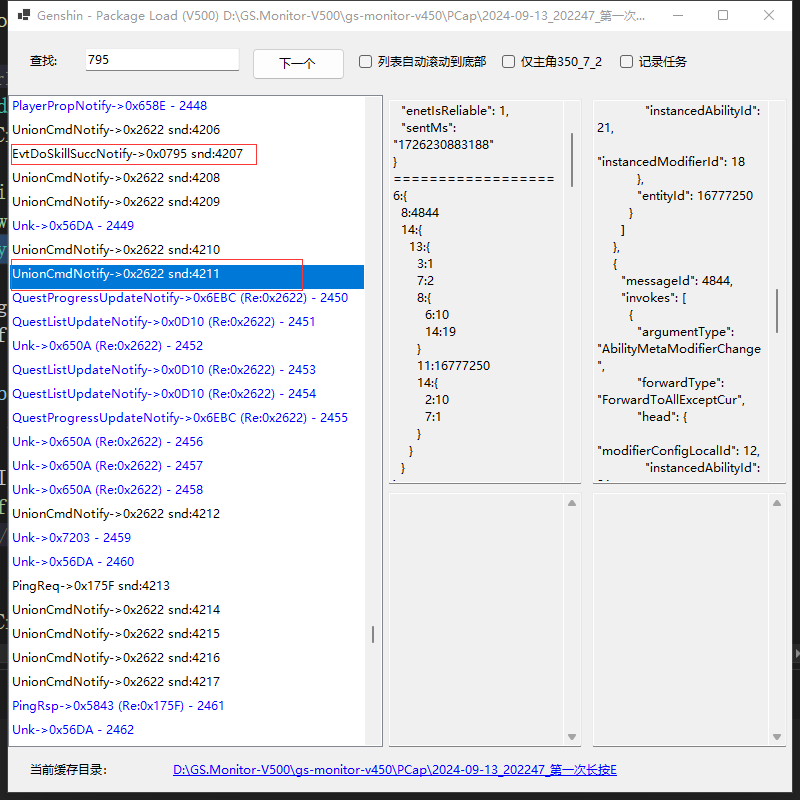 Genshin - Package Load (V500) D:\GS.Monitor-V500\gs-monitor-v450\PCap\2024-09-13_202247_第一次...
查找: 795 下一个 列表自动滚动到底部 仅主角350_7_2 记录任务
PlayerPropNotify->0x658E - 2448
UnionCmdNotify->0x2622 snd:4206
EvtDoSkillSuccNotify->0x0795 snd:4207
UnionCmdNotify->0x2622 snd:4208
UnionCmdNotify->0x2622 snd:4209
Unk->0x56DA - 2449
UnionCmdNotify->0x2622 snd:4210
UnionCmdNotify->0x2622 snd:4211
QuestProgressUpdateNotify->0x6EBC (Re:0x2622) - 2450
QuestListUpdateNotify->0x0D10 (Re:0x2622) - 2451
Unk->0x650A (Re:0x2622) - 2452
QuestListUpdateNotify->0x0D10 (Re:0x2622) - 2453
QuestListUpdateNotify->0x0D10 (Re:0x2622) - 2454
QuestProgressUpdateNotify->0x6EBC (Re:0x2622) - 2455
Unk->0x650A (Re:0x2622) - 2456
Unk->0x650A (Re:0x2622) - 2457
Unk->0x650A (Re:0x2622) - 2458
UnionCmdNotify->0x2622 snd:4212
Unk->0x7203 - 2459
Unk->0x56DA - 2460
PingReq->0x175F snd:4213
UnionCmdNotify->0x2622 snd:4214
UnionCmdNotify->0x2622 snd:4215
UnionCmdNotify->0x2622 snd:4216
UnionCmdNotify->0x2622 snd:4217
PingRsp->0x5843 (Re:0x175F) - 2461
Unk->0x56DA - 2462
"enetIsReliable": 1,
"sentMs":
"1726230883188"
}
==================
6:{
8:4844
14:{
13:{
3:1
7:2
8:{
6:10
14:19
}
11:16777250
14:{
2:10
7:1
}
}
}
"instancedAbilityId":
21,
"instancedModifierId": 18
},
"entityId": 16777250
}
]
},
{
"messageId": 4844,
"invokes": [
{
"argumentType":
"AbilityMetaModifierChange
",
"forwardType":
"ForwardToAllExceptCur",
"head": {
"modifierConfigLocalId": 12,
"instancedAbilityId":
当前缓存目录: D:\GS.Monitor-V500\gs-monitor-v450\PCap\2024-09-13_202247_第一次长按E